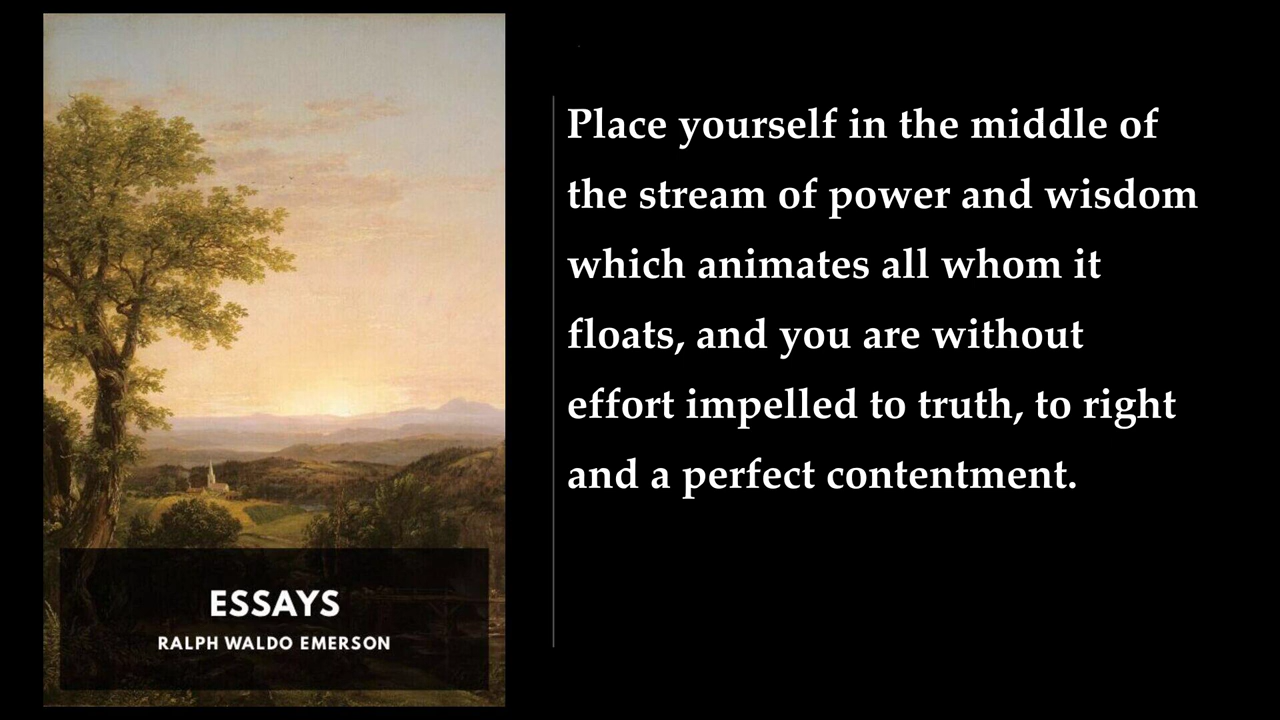 ESSAYS
RALPH WALDO EMERSON
Place yourself in the middle of
the stream of power and wisdom
which animates all whom it
floats, and you are without
effort impelled to truth, to right
and a perfect contentment.